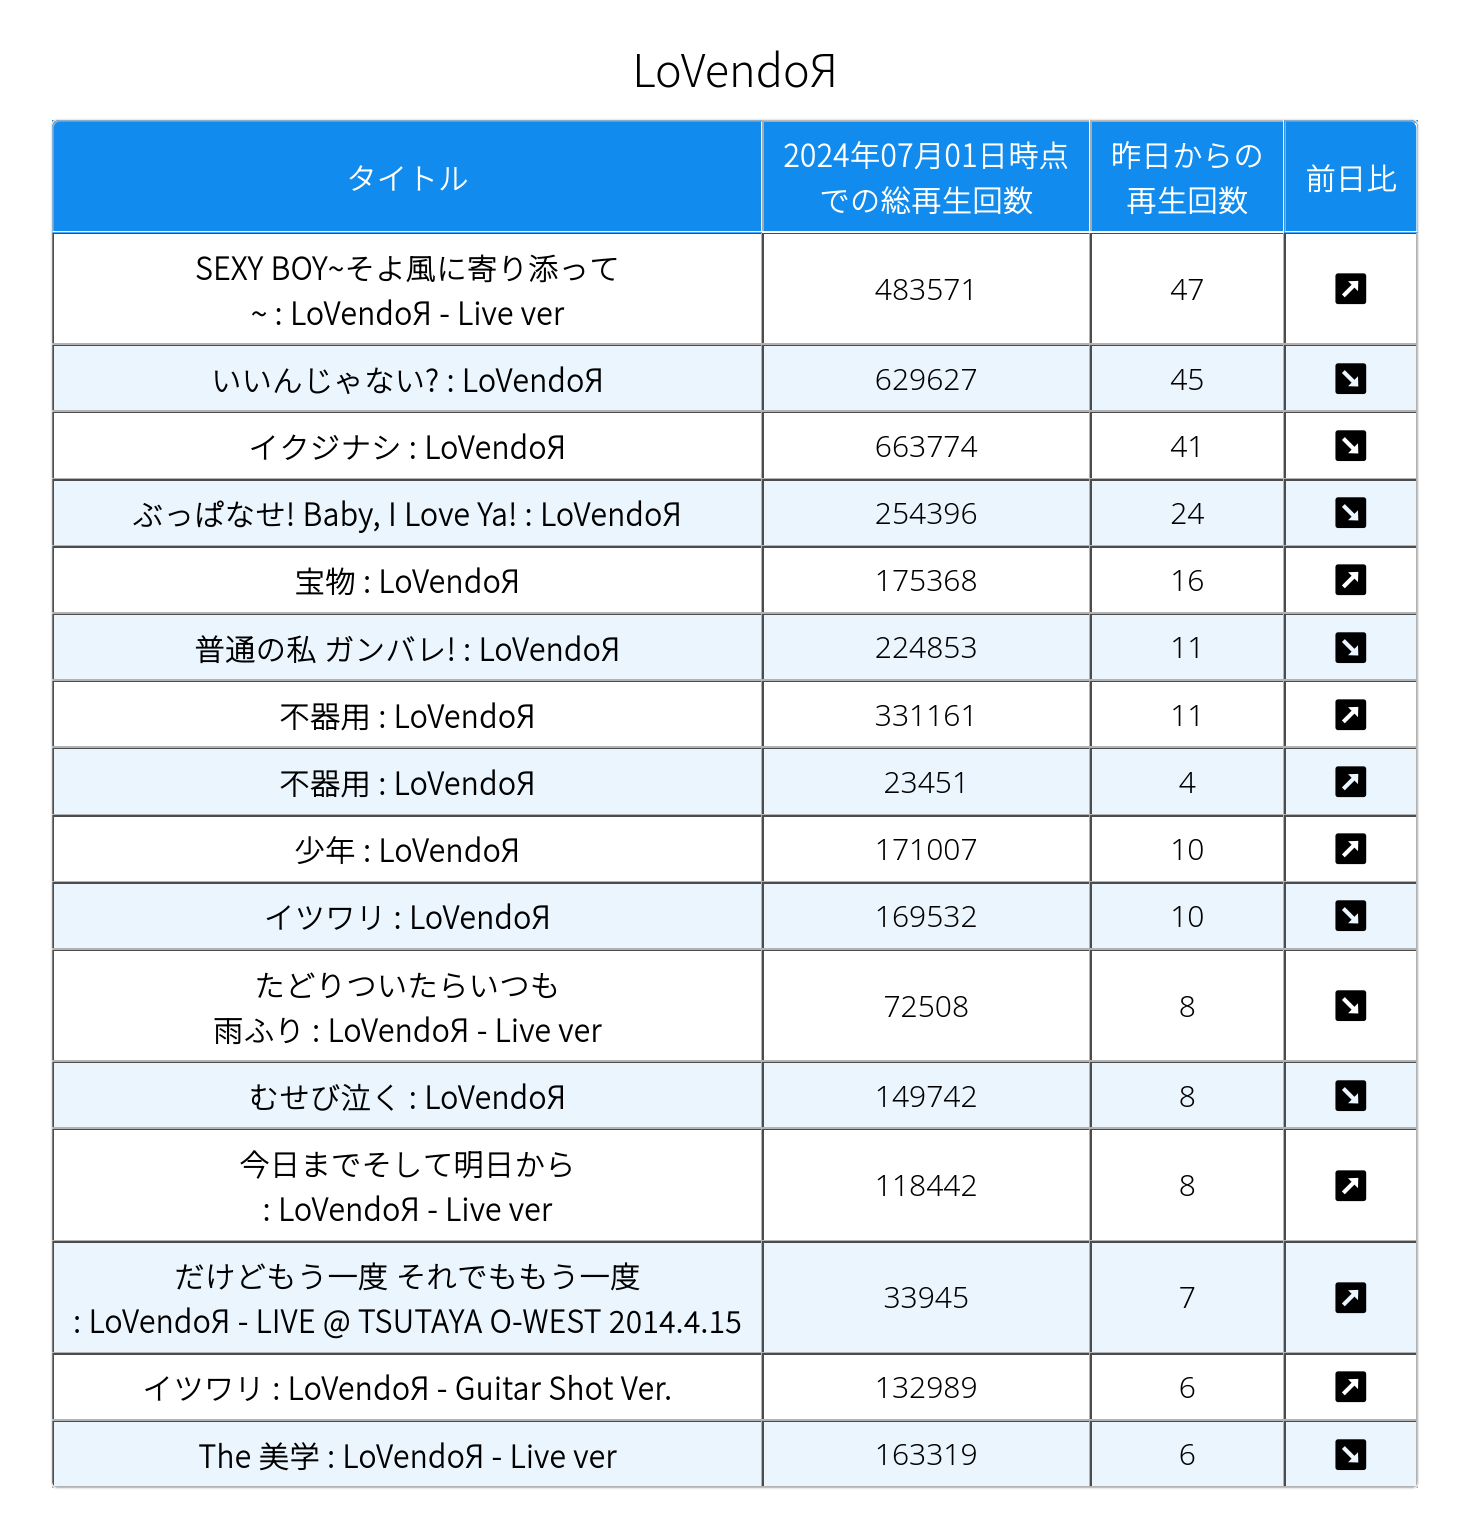 LoVendoЯ
タイトル
2024年07月01日時点
での総再生回数
昨日からの
再生回数
前日比
SEXY BOY~そよ風に寄り添って
~ : LoVendoЯ - Live ver
483571
47
いいんじゃない? : LoVendoЯ
629627
45
イクジナシ : LoVendoЯ
663774
41
ぶっぱなせ! Baby, I Love Ya! : LoVendoЯ
254396
24
宝物 : LoVendoЯ
175368
16
普通の私 ガンバレ! : LoVendoЯ
224853
11
不器用 : LoVendoЯ
331161
11
不器用 : LoVendoЯ
23451
4
少年 : LoVendoЯ
171007
10
イツワリ : LoVendoЯ
169532
10
たどりついたらいつも
雨ふり : LoVendoЯ - Live ver
72508
8
むせび泣く : LoVendoЯ
149742
8
今日までそして明日から
: LoVendoЯ - Live ver
118442
8
だけどもう一度 それでももう一度
: LoVendoЯ - LIVE @ TSUTAYA O-WEST 2014.4.15
33945
7
イツワリ : LoVendoЯ - Guitar Shot Ver.
132989
6
The 美学 : LoVendoЯ - Live ver
163319
6